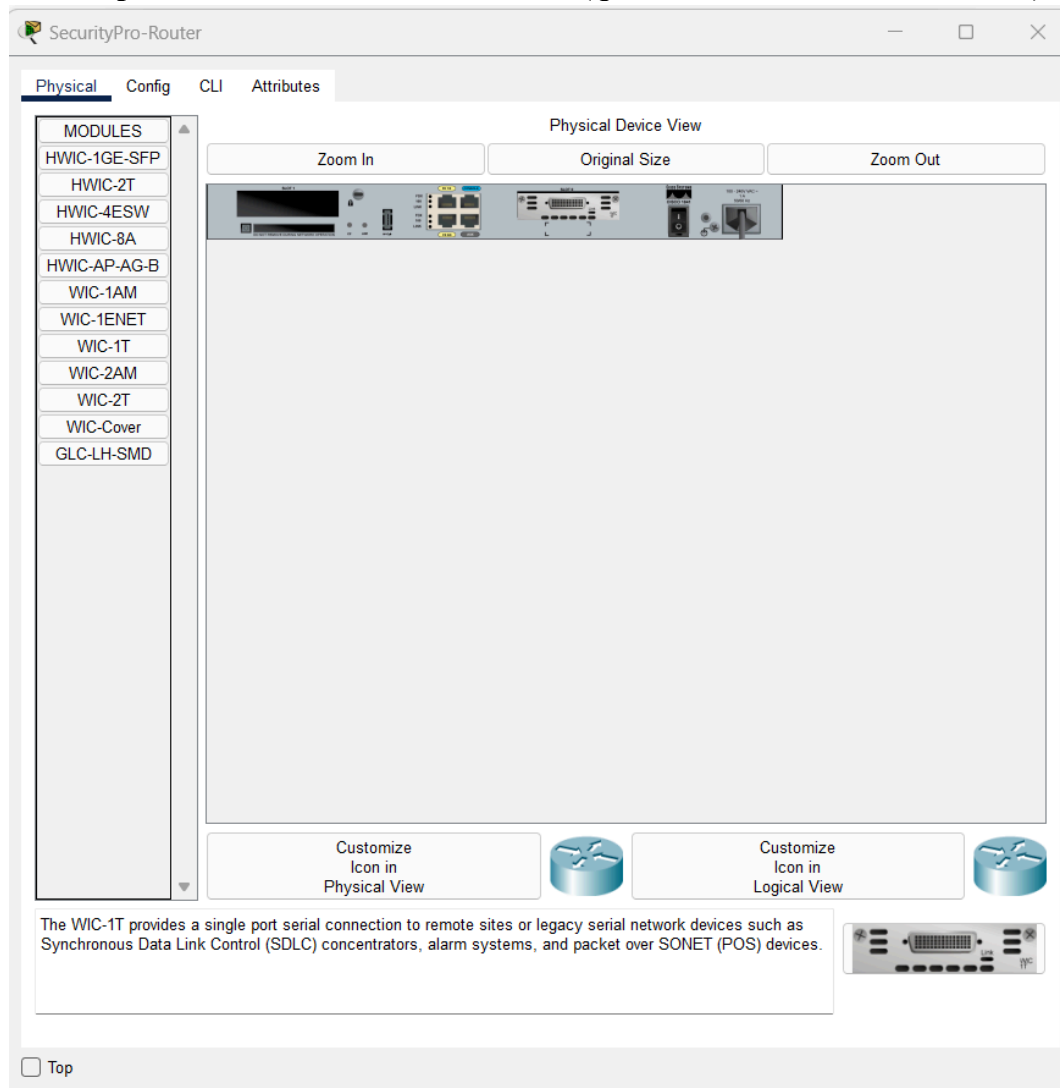 SecurityPro-Router
Physical Config CLI Attributes
MODULES
HWIC-1GE-SFP
HWIC-2T
HWIC-4ESW
HWIC-8A
HWIC-AP-AG-B
WIC-1AM
WIC-1ENET
WIC-1T
WIC-2AM
WIC-2T
WIC-Cover
GLC-LH-SMD
Physical Device View
Zoom In Original Size Zoom Out
Customize
Icon in
Physical View
Customize
Icon in
Logical View
The WIC-1T provides a single port serial connection to remote sites or legacy serial network devices such as
Synchronous Data Link Control (SDLC) concentrators, alarm systems, and packet over SONET (POS) devices.
Link
WIC
1T
Top